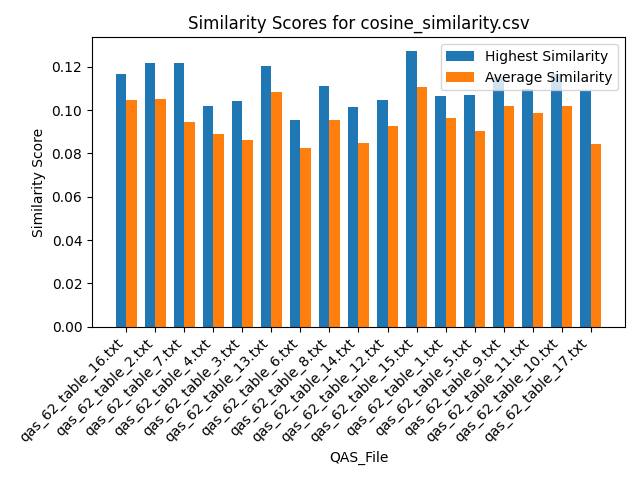 Similarity Scores for cosine_similarity.csv
Highest Similarity
Average Similarity
Similarity Score
0.12
0.10
0.08
0.06
0.04
0.02
0.00
qas_62_table_16.txt
qas_62_table_2.txt
qas_62_table_7.txt
qas_62_table_4.txt
qas_62_table_3.txt
qas_62_table_13.txt
qas_62_table_6.txt
qas_62_table_8.txt
qas_62_table_14.txt
qas_62_table_12.txt
qas_62_table_15.txt
qas_62_table_1.txt
qas_62_table_5.txt
qas_62_table_9.txt
qas_62_table_11.txt
qas_62_table_10.txt
qas_62_table_17.txt
QAS_File